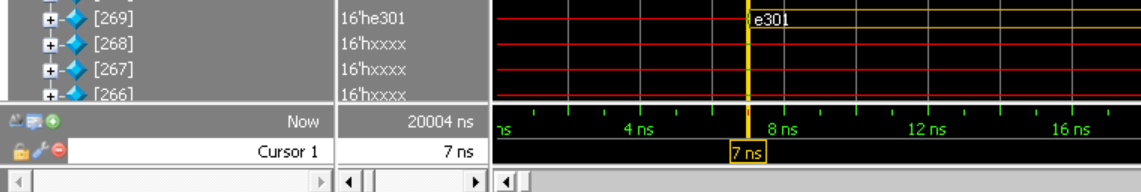 [269] 16'he301 e301
[268] 16'hxxxx
[267] 16'hxxxx
[266] 16'hxxxx
Now 20004 ns ns 4 ns 8 ns 12 ns 16 ns
Cursor 1 7 ns 7 ns